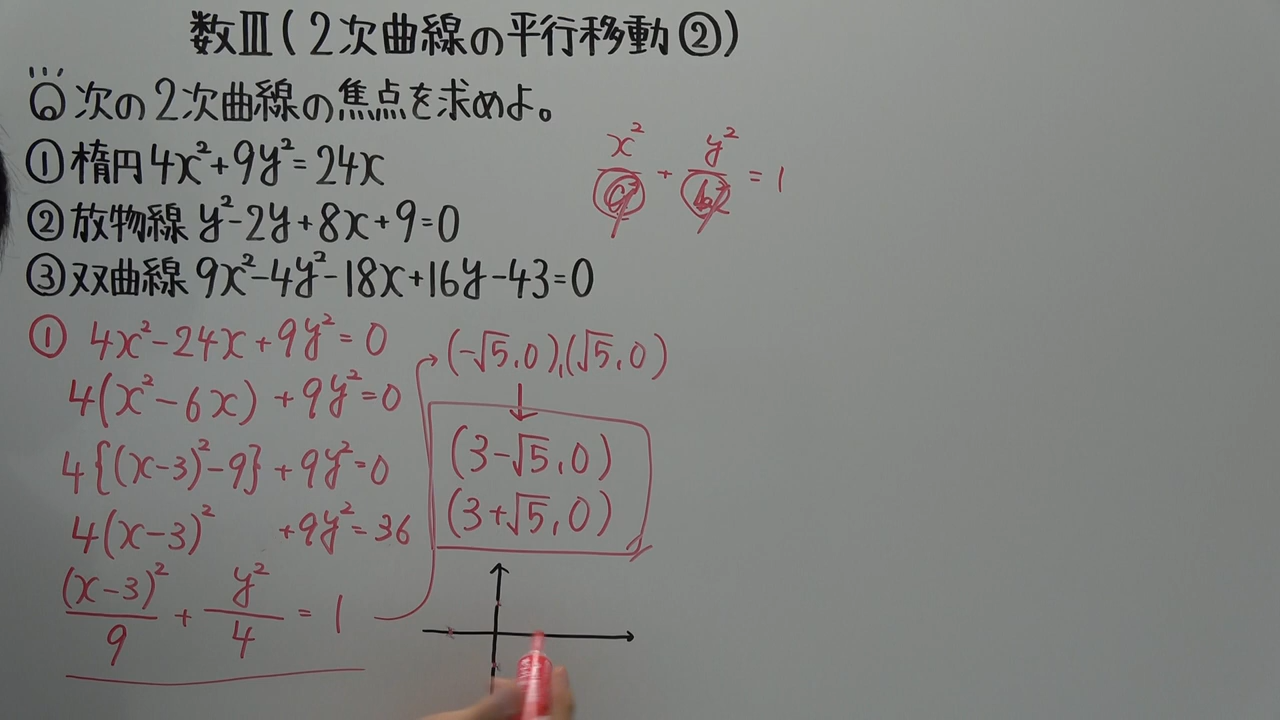 数Ⅲ(2次曲線の平行移動②)
Q 次の2次曲線の焦点を求めよ。
①楕円 4x²+9y²=24x
②放物線 y²-2y+8x+9=0
③双曲線 9x²-4y²-18x+16y-43=0
x²/a² + y²/b² = 1
① 4x²-24x+9y²=0
4(x²-6x)+9y²=0
4{(x-3)²-9}+9y²=0
4(x-3)² +9y²=36
(x-3)²/9 + y²/4 = 1
(-√5,0),(√5,0)
↓
(3-√5,0)
(3+√5,0)